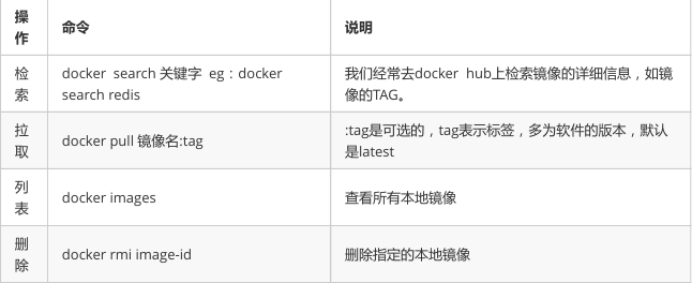 操
作
命令
说明
检
索
docker search 关键字 eg：docker
search redis
我们经常去docker hub上检索镜像的详细信息，如镜
像的TAG。
拉
取
docker pull 镜像名:tag
:tag是可选的，tag表示标签，多为软件的版本，默认
是latest
列
表
docker images
查看所有本地镜像
删
除
docker rmi image-id
删除指定的本地镜像